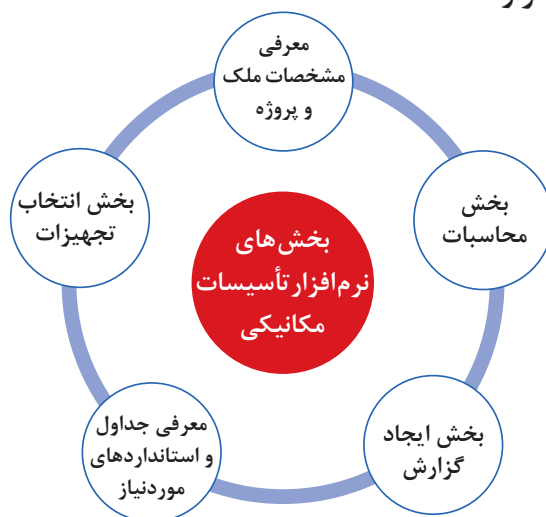 معرفی
مشخصات ملک
و پروژه
بخش
محاسبات
بخش ایجاد
گزارش
معرفی جداول
و استانداردهای
موردنیاز
بخش انتخاب
تجهیزات
بخش‌های
نرم‌افزار تأسیسات
مکانیکی